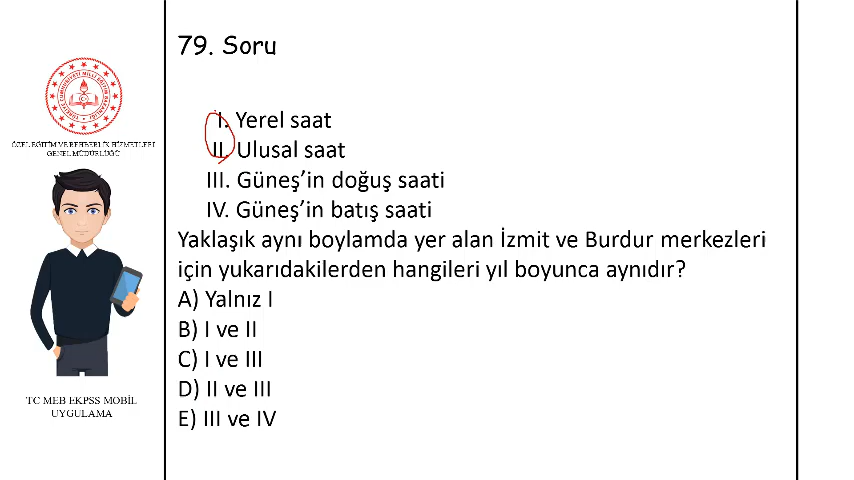 79. Soru
ÖZEL EĞİTİM VE REHBERLİK HİZMETLERİ
GENEL MÜDÜRLÜĞÜ
I. Yerel saat
II. Ulusal saat
III. Güneş’in doğuş saati
IV. Güneş’in batış saati
Yaklaşık aynı boylamda yer alan İzmit ve Burdur merkezleri
için yukarıdakilerden hangileri yıl boyunca aynıdır?
A) Yalnız I
B) I ve II
C) I ve III
D) II ve III
E) III ve IV
TC MEB EKPSS MOBİL
UYGULAMA